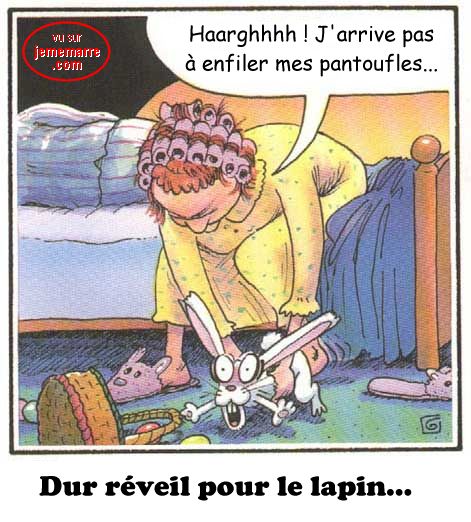 vu sur
jememarre
.com
Haarghhhh ! J'arrive pas
à enfiler mes pantoufles...
G
Dur réveil pour le lapin...